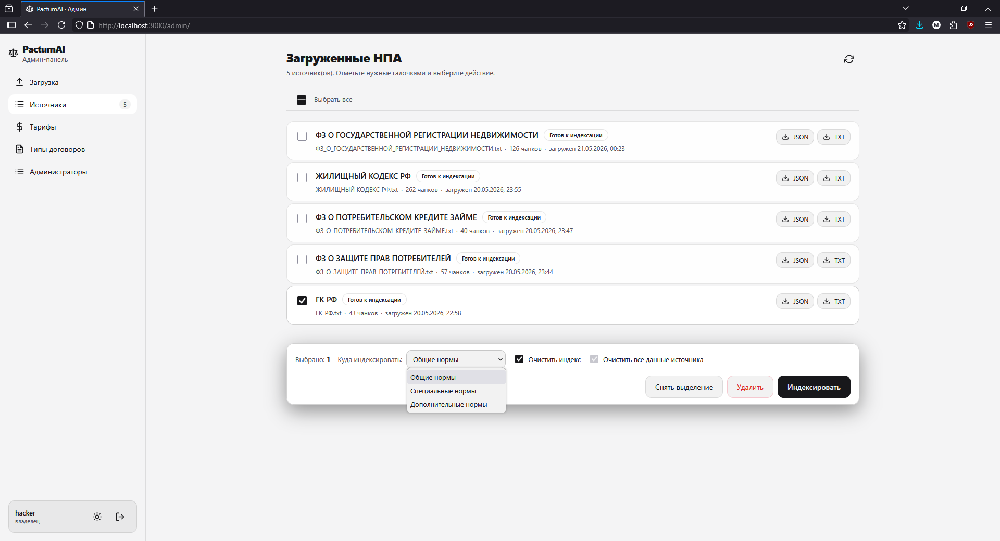 PactumAI · Админ
http://localhost:3000/admin/
PactumAI
Админ-панель
Загрузка
Источники 5
Тарифы
Типы договоров
Администраторы
Загруженные НПА
5 источник(ов). Отметьте нужные галочками и выберите действие.
Выбрать все
ФЗ О ГОСУДАРСТВЕННОЙ РЕГИСТРАЦИИ НЕДВИЖИМОСТИ Готов к индексации JSON TXT
ФЗ_О_ГОСУДАРСТВЕННОЙ_РЕГИСТРАЦИИ_НЕДВИЖИМОСТИ.txt · 126 чанков · загружен 21.05.2026, 00:23
ЖИЛИЩНЫЙ КОДЕКС РФ Готов к индексации JSON TXT
ЖИЛИЩНЫЙ КОДЕКС РФ.txt · 262 чанков · загружен 20.05.2026, 23:55
ФЗ О ПОТРЕБИТЕЛЬСКОМ КРЕДИТЕ ЗАЙМЕ Готов к индексации JSON TXT
ФЗ_О_ПОТРЕБИТЕЛЬСКОМ_КРЕДИТЕ_ЗАЙМЕ.txt · 40 чанков · загружен 20.05.2026, 23:47
ФЗ О ЗАЩИТЕ ПРАВ ПОТРЕБИТЕЛЕЙ Готов к индексации JSON TXT
ФЗ_О_ЗАЩИТЕ_ПРАВ_ПОТРЕБИТЕЛЕЙ.txt · 57 чанков · загружен 20.05.2026, 23:44
ГК РФ Готов к индексации JSON TXT
ГК_РФ.txt · 43 чанков · загружен 20.05.2026, 22:58
Выбрано: 1 Куда индексировать: Общие нормы Очистить индекс Очистить все данные источника
Общие нормы
Специальные нормы
Дополнительные нормы
Снять выделение Удалить Индексировать
hacker
владелец